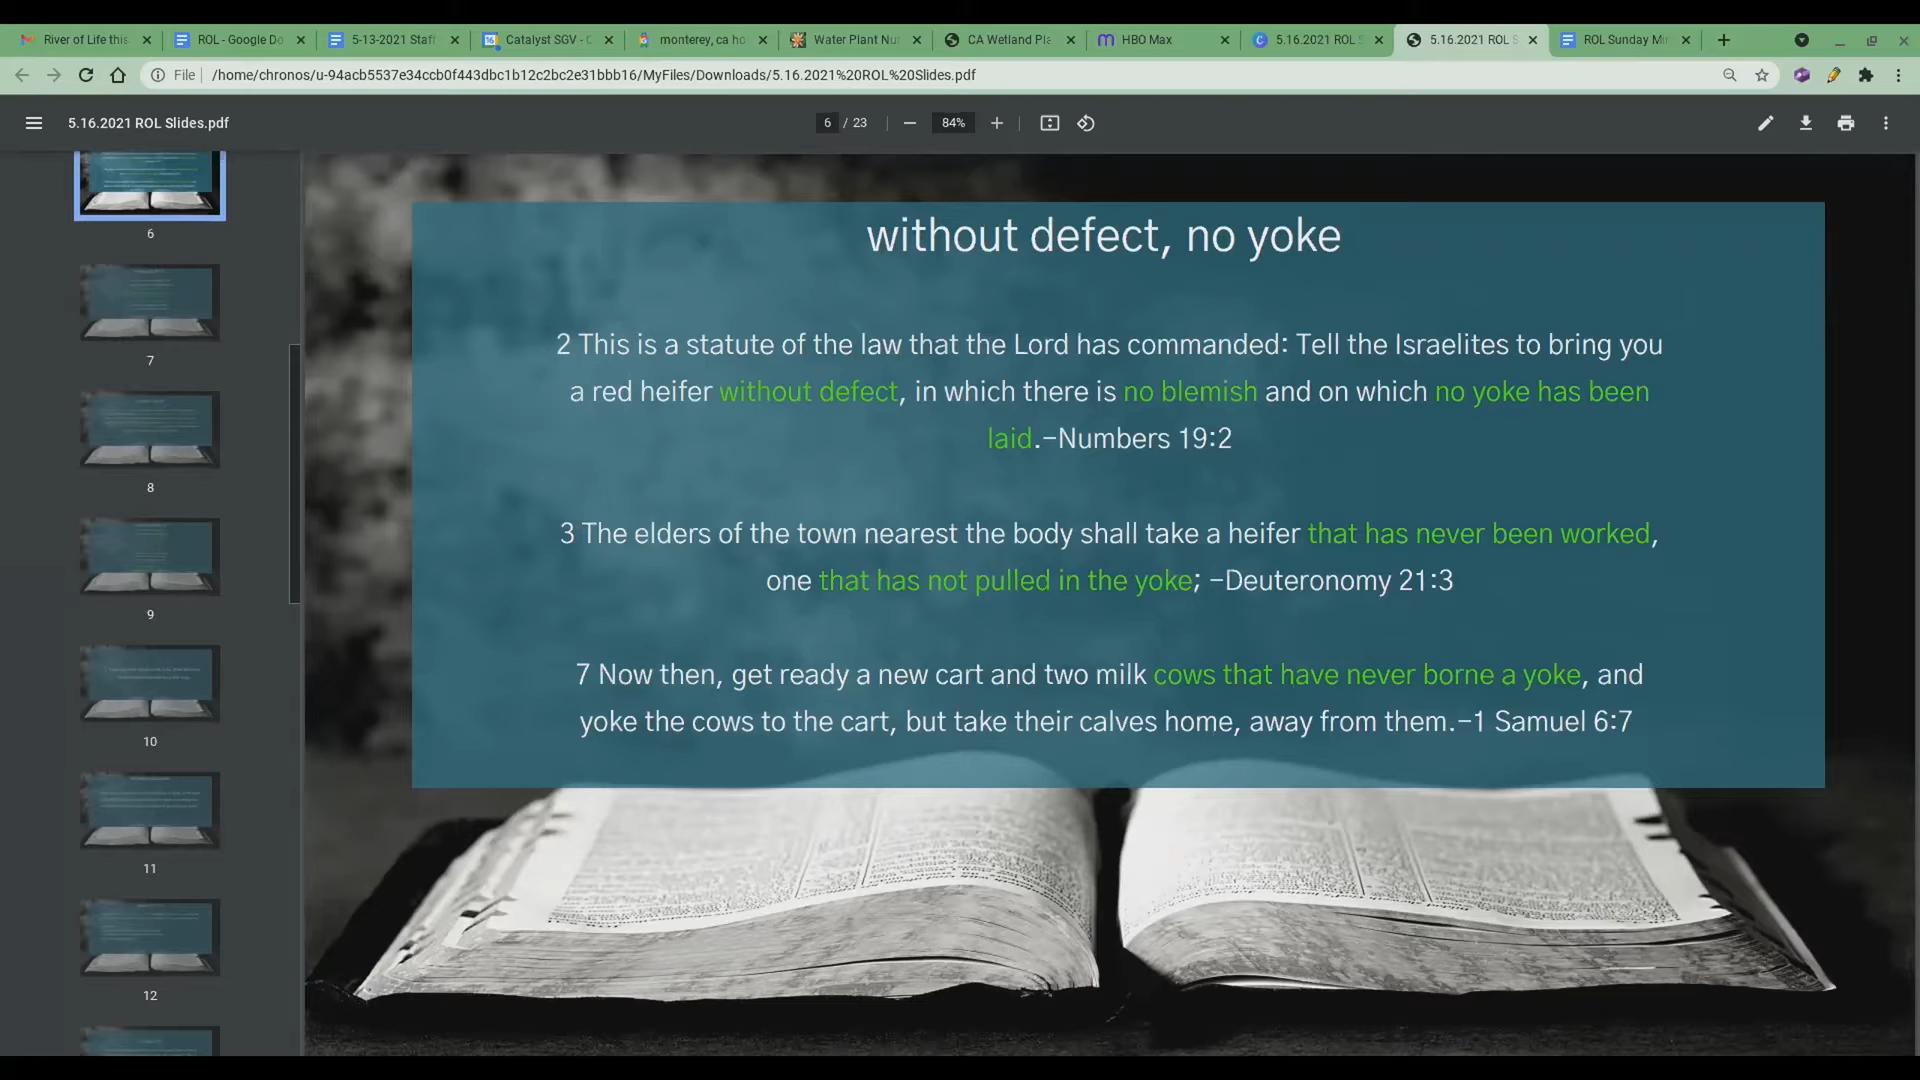 River of Life this
ROL - Google Do
5-13-2021 Staff
Catalyst SGV - C
monterey, ca ho
Water Plant Nur
CA Wetland Pla
HBO Max
5.16.2021 ROL S
5.16.2021 ROL S
ROL Sunday Mi
File
/home/chronos/u-94acb5537e34ccb0f443dbc1b12c2bc2e31bbb16/MyFiles/Downloads/5.16.2021%20ROL%20Slides.pdf
5.16.2021 ROL Slides.pdf
6 / 23
84%
6
7
8
9
10
11
12
without defect, no yoke
2 This is a statute of the law that the Lord has commanded: Tell the Israelites to bring you
a red heifer without defect, in which there is no blemish and on which no yoke has been
laid.–Numbers 19:2
3 The elders of the town nearest the body shall take a heifer that has never been worked,
one that has not pulled in the yoke; –Deuteronomy 21:3
7 Now then, get ready a new cart and two milk cows that have never borne a yoke, and
yoke the cows to the cart, but take their calves home, away from them.–1 Samuel 6:7